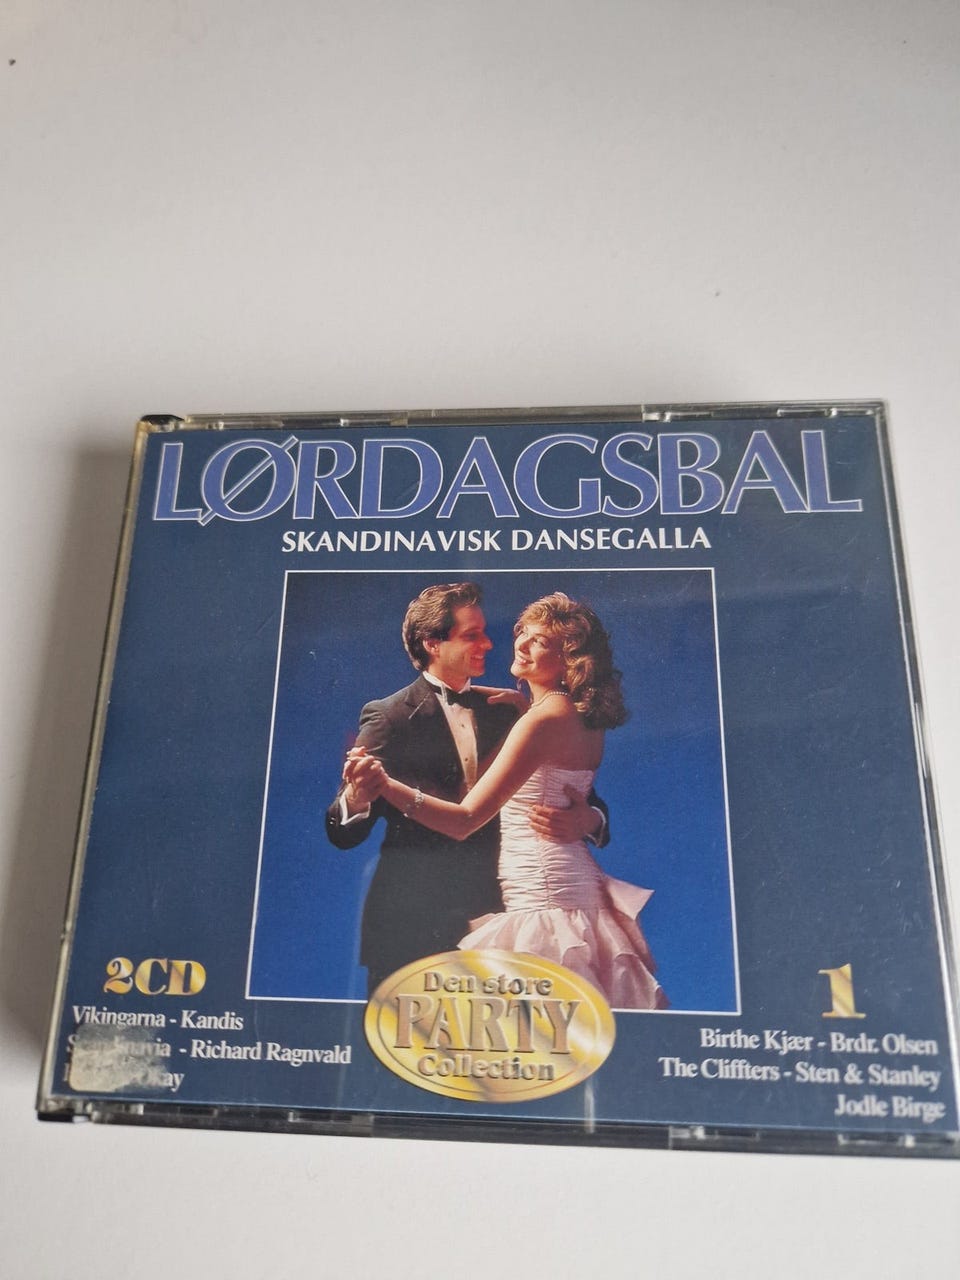 LØRDAGSBAL
SKANDINAVISK DANSEGALLA
2CD
Vikingarna - Kandis
- Richard Ragnvald
Den store
PARTY
Collection
1
Birthe Kjær - Brdr. Olsen
The Cliffters - Sten & Stanley
Jodle Birge